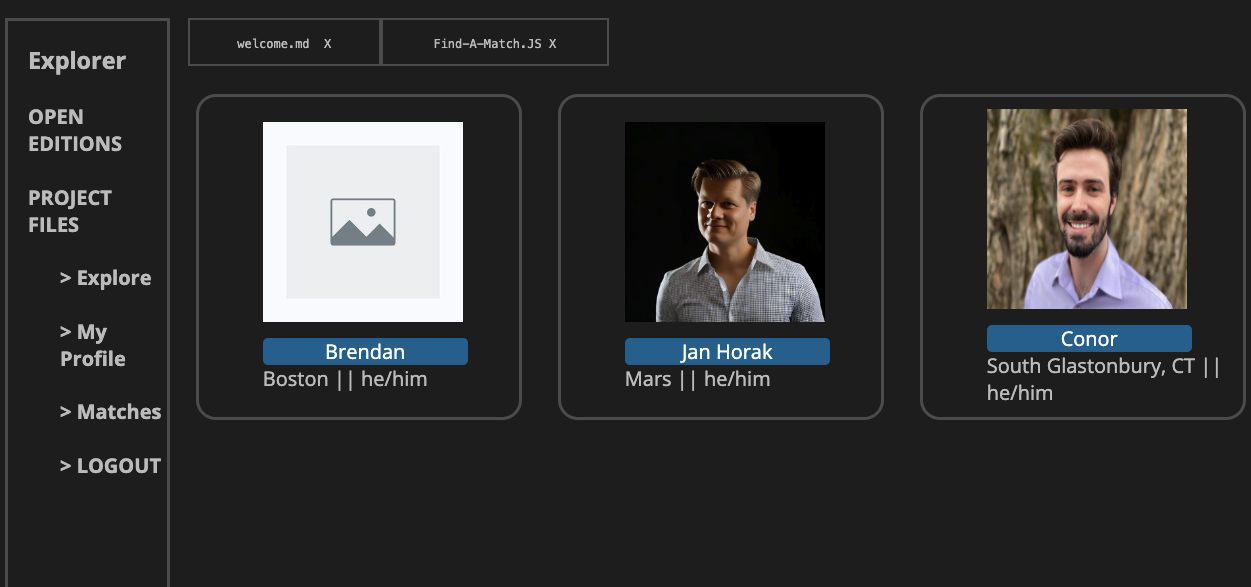 Explorer
OPEN
EDITIONS
PROJECT
FILES
> Explore
> My
Profile
> Matches
> LOGOUT
welcome.md X
Find-A-Match.JS X
Brendan
Boston || he/him
Jan Horak
Mars || he/him
Conor
South Glastonbury, CT ||
he/him